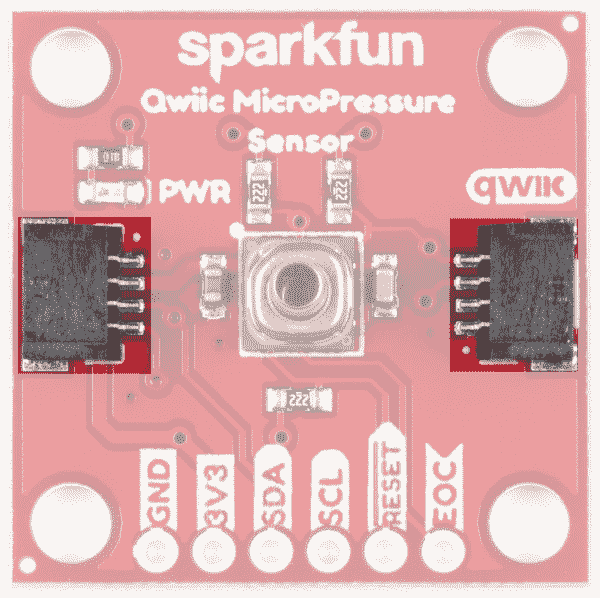 sparkfun
Qwiic MicroPressure
Sensor
PWR
qwiic
222
222
222
GND
3V3
SDA
SCL
RESET
EOC